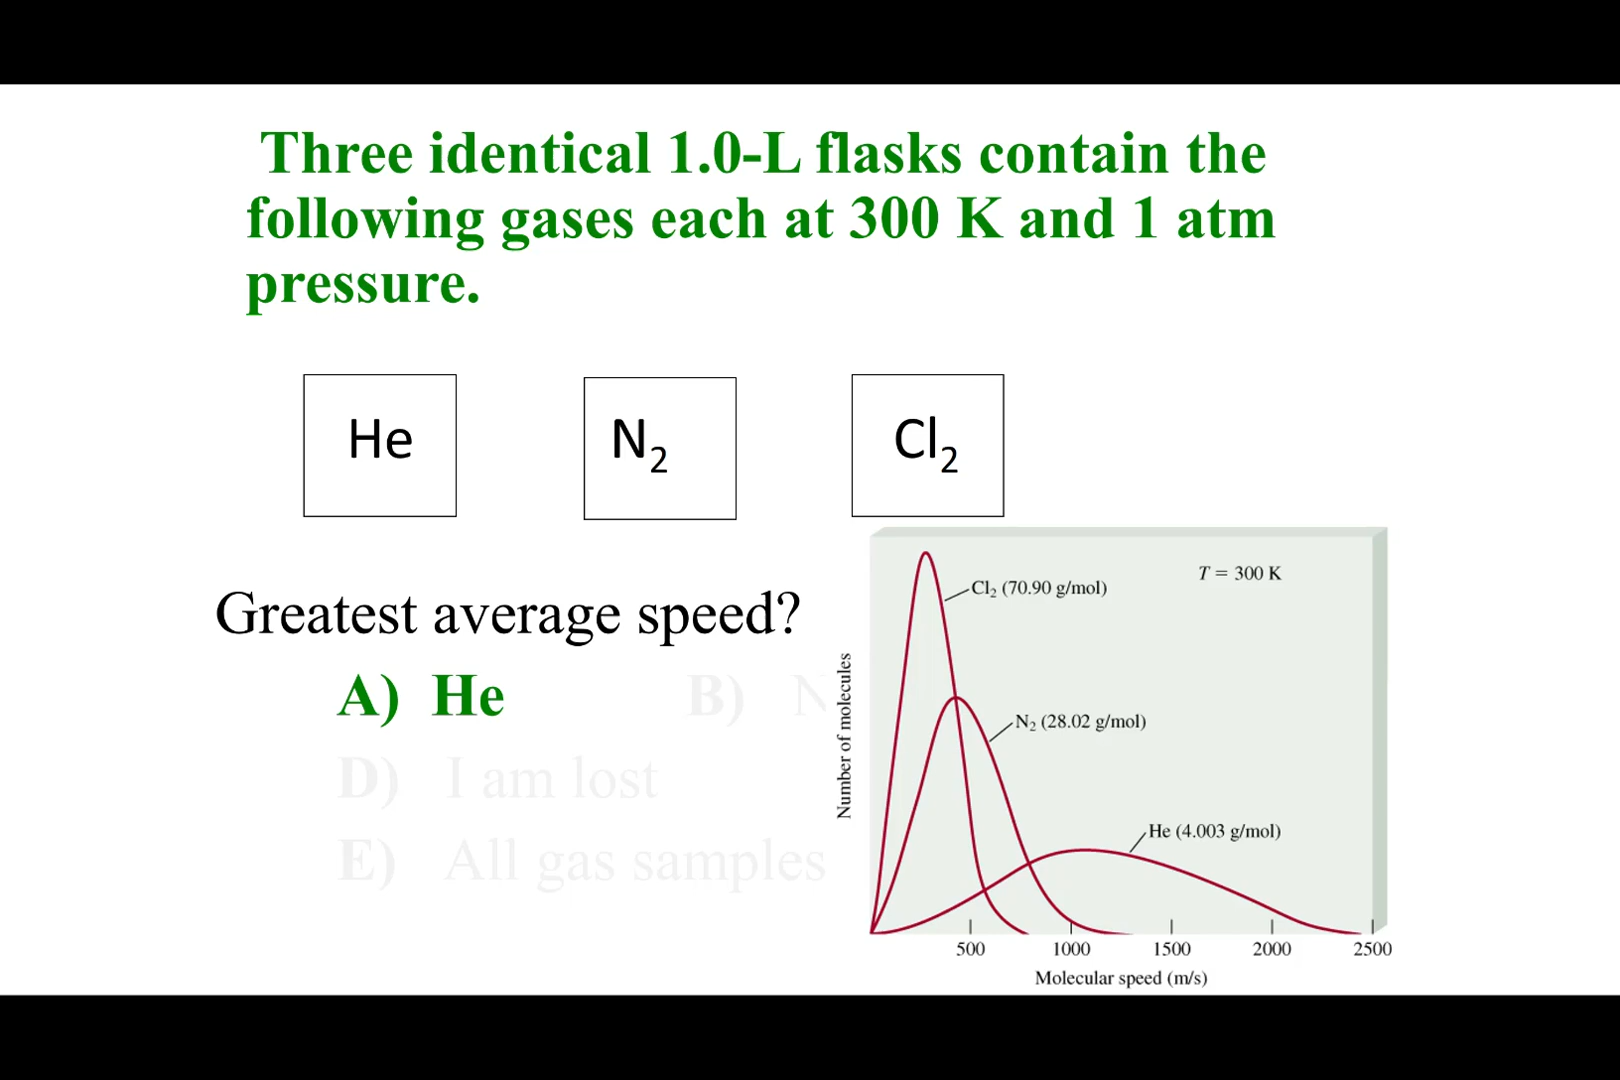 Three identical 1.0-L flasks contain the
following gases each at 300 K and 1 atm
pressure.
He
N₂
Cl₂
Greatest average speed?
A) He B) N
D) I am lost
E) All gas samples
T = 300 K
Cl₂ (70.90 g/mol)
N₂ (28.02 g/mol)
He (4.003 g/mol)
Number of molecules
500 1000 1500 2000 2500
Molecular speed (m/s)